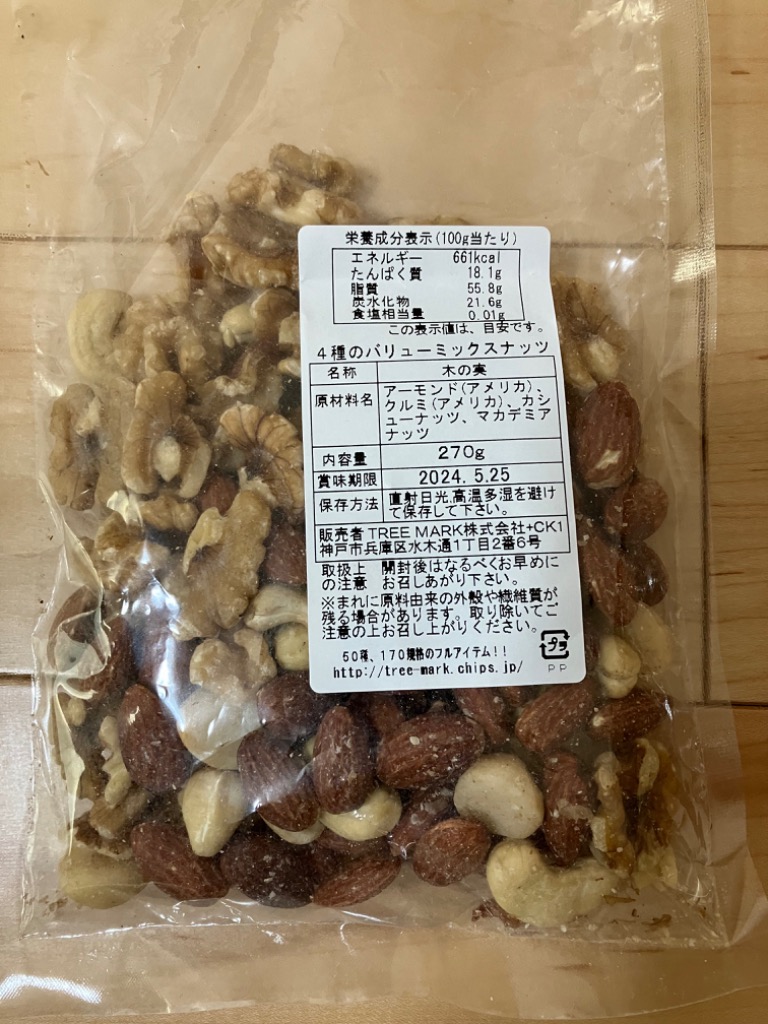 栄養成分表示(100g当たり)
エネルギー 661kcal
たんぱく質 18.1g
脂質 55.8g
炭水化物 21.6g
食塩相当量 0.01g
この表示値は、目安です。
4種のバリューミックスナッツ
名称 木の実
原材料名 アーモンド(アメリカ)、
クルミ(アメリカ)、カシ
ューナッツ、マカデミア
ナッツ
内容量 270g
賞味期限 2024.5.25
保存方法 直射日光,高温多湿を避け
て保存して下さい。
販売者 TREE MARK株式会社+CK1
神戸市兵庫区水木通1丁目2番6号
取扱上 開封後はなるべくお早めに
の注意 お召しあがり下さい。
※まれに原料由来の外殻や繊維質が
残る場合があります。取り除いてご
注意の上お召し上がりください。
50種、170規格のフルアイテム!!
http://tree-mark.chips.jp/
プラ
PP